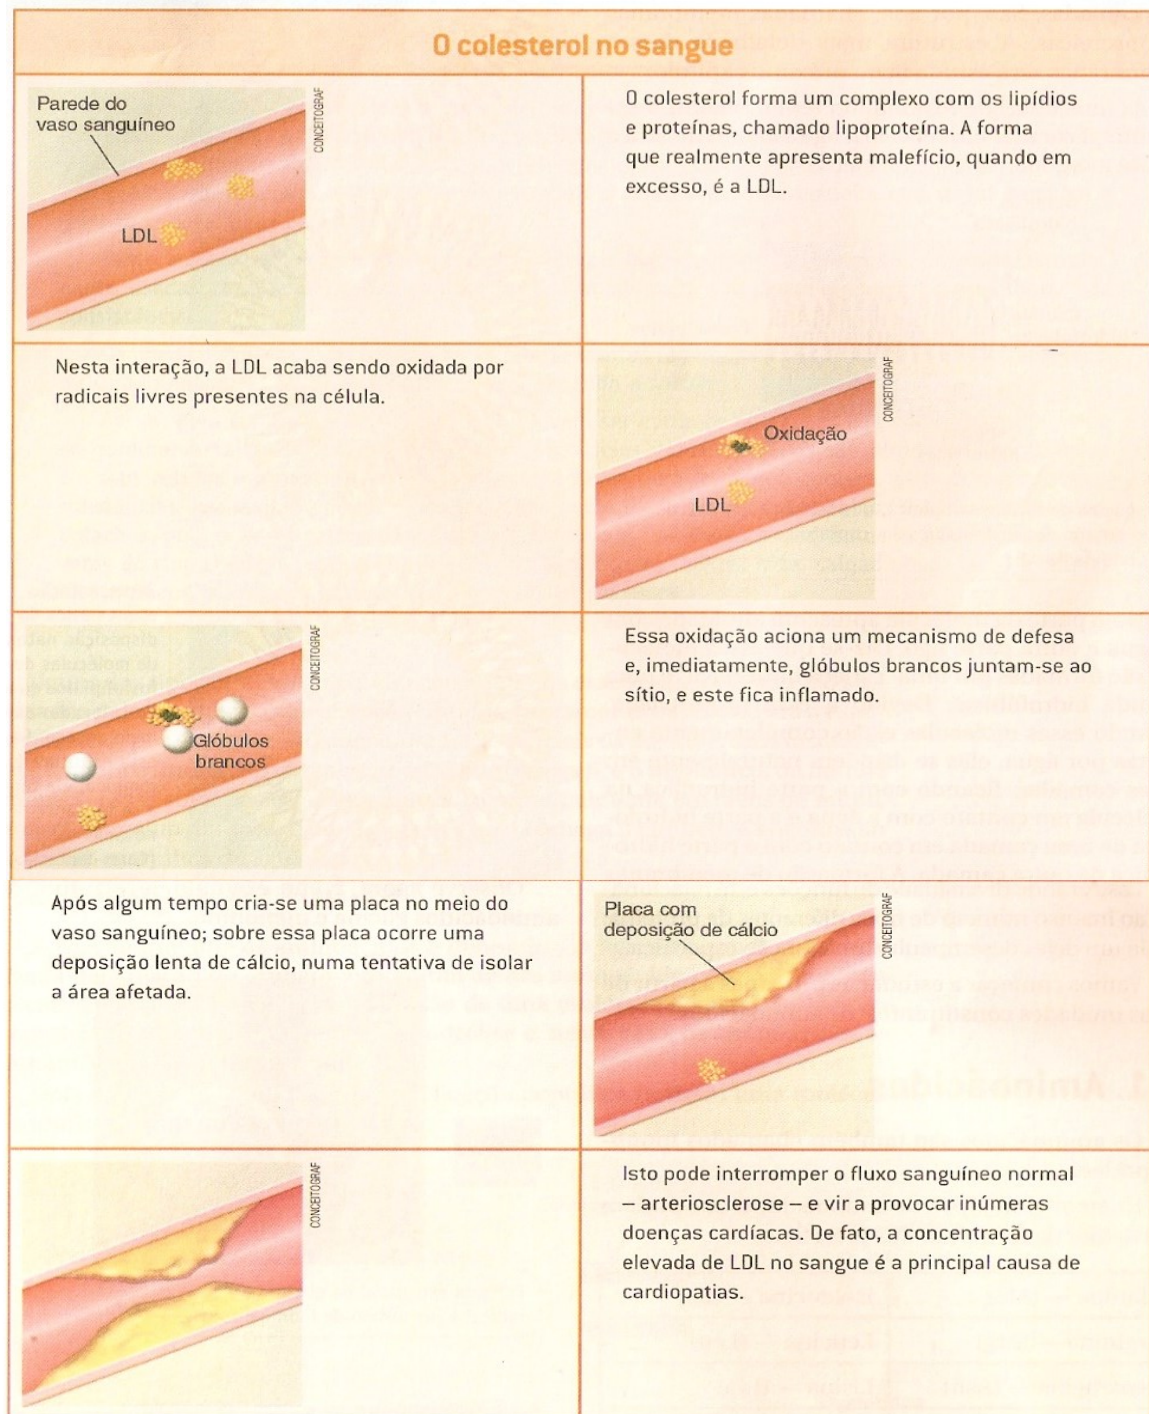 O colesterol no sangue
Parede do
vaso sanguíneo
LDL
CONCEITOGRAF
O colesterol forma um complexo com os lipídios
e proteínas, chamado lipoproteína. A forma
que realmente apresenta malefício, quando em
excesso, é a LDL.
Nesta interação, a LDL acaba sendo oxidada por
radicais livres presentes na célula.
Oxidação
LDL
CONCEITOGRAF
Glóbulos
brancos
CONCEITOGRAF
Essa oxidação aciona um mecanismo de defesa
e, imediatamente, glóbulos brancos juntam-se ao
sítio, e este fica inflamado.
Após algum tempo cria-se uma placa no meio do
vaso sanguíneo; sobre essa placa ocorre uma
deposição lenta de cálcio, numa tentativa de isolar
a área afetada.
Placa com
deposição de cálcio
CONCEITOGRAF
CONCEITOGRAF
Isto pode interromper o fluxo sanguíneo normal
– arteriosclerose – e vir a provocar inúmeras
doenças cardíacas. De fato, a concentração
elevada de LDL no sangue é a principal causa de
cardiopatias.